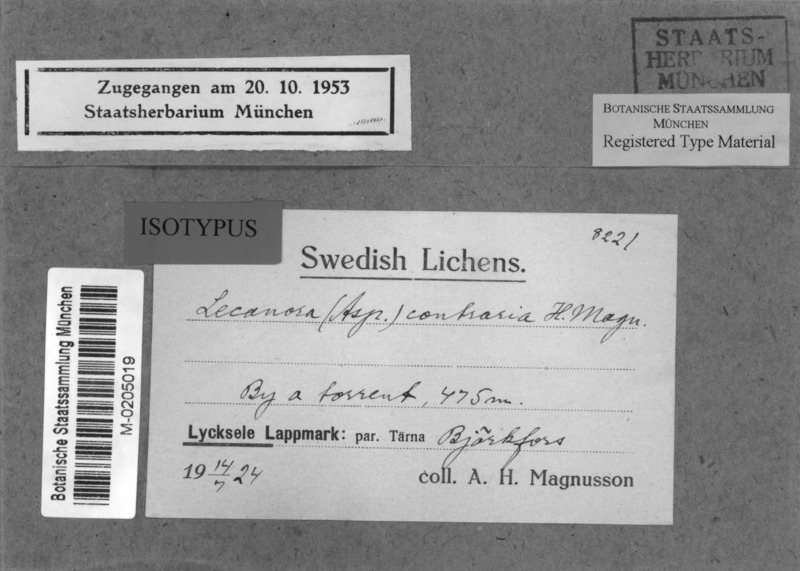 Zugegangen am 20. 10. 1953
Staatsherbarium München
STAATS-
HERBARIUM
MÜNCHEN
BOTANISCHE STAATSSAMMLUNG
MÜNCHEN
Registered Type Material
ISOTYPUS
8221
Swedish Lichens.
Lecanora (Asp.) contraria H. Magn.
By a torrent, 475 m.
Lycksele Lappmark: par. Tärna Björkfors
19 14/7 24
coll. A. H. Magnusson
Botanische Staatssammlung München
M-0205019